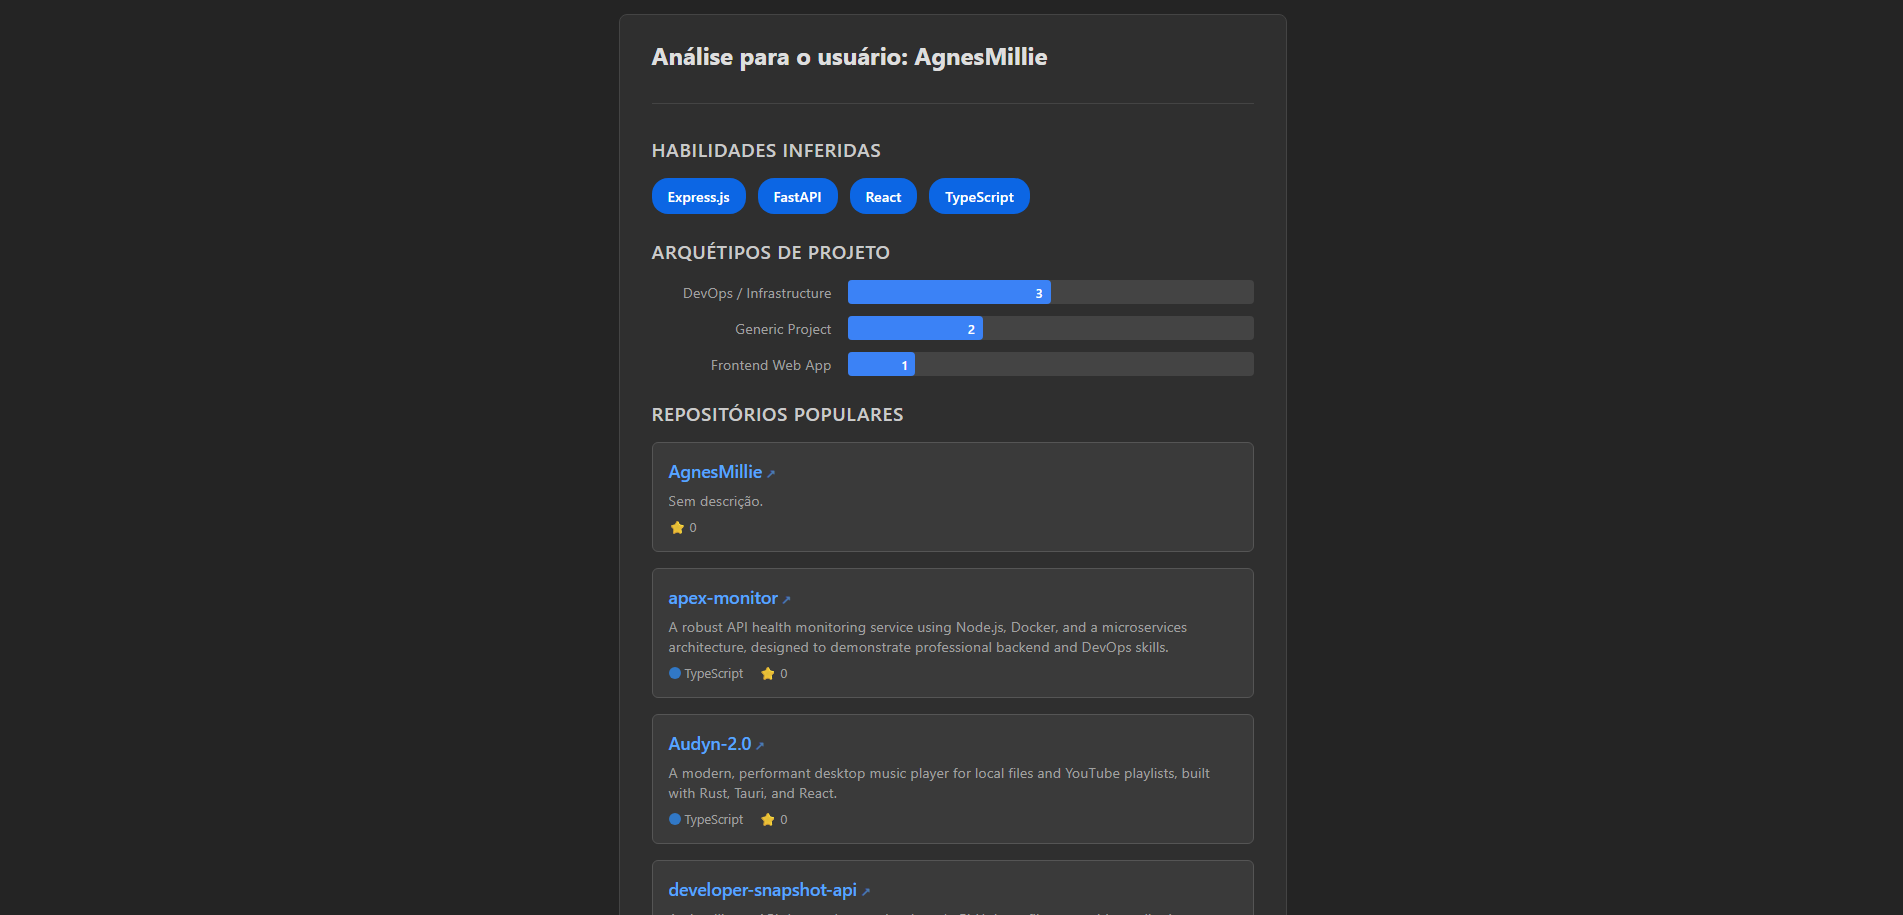 Análise para o usuário: AgnesMillie
HABILIDADES INFERIDAS
Express.js FastAPI React TypeScript
ARQUÉTIPOS DE PROJETO
DevOps / Infrastructure 3
Generic Project 2
Frontend Web App 1
REPOSITÓRIOS POPULARES
AgnesMillie ↗
Sem descrição.
0
apex-monitor ↗
A robust API health monitoring service using Node.js, Docker, and a microservices
architecture, designed to demonstrate professional backend and DevOps skills.
TypeScript 0
Audyn-2.0 ↗
A modern, performant desktop music player for local files and YouTube playlists, built
with Rust, Tauri, and React.
TypeScript 0
developer-snapshot-api ↗